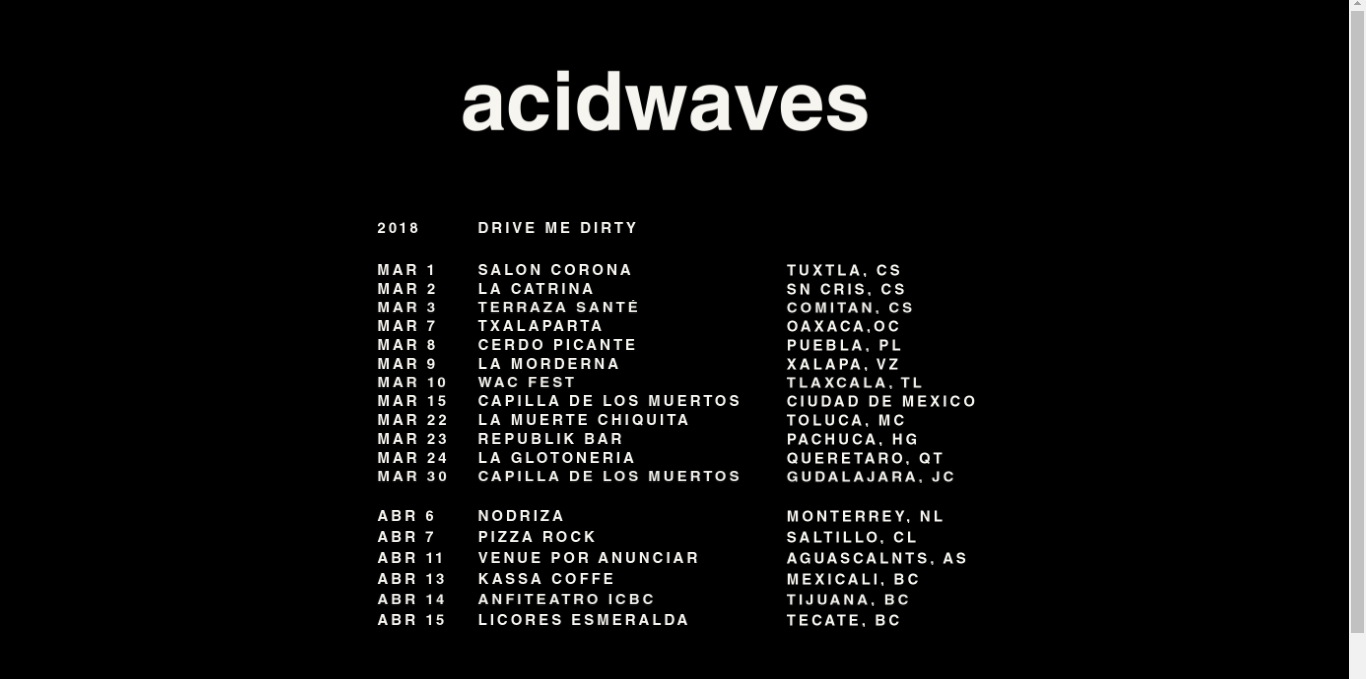 acidwaves
2018 DRIVE ME DIRTY
MAR 1 SALON CORONA TUXTLA, CS
MAR 2 LA CATRINA SN CRIS, CS
MAR 3 TERRAZA SANTÉ COMITAN, CS
MAR 7 TXALAPARTA OAXACA,OC
MAR 8 CERDO PICANTE PUEBLA, PL
MAR 9 LA MORDERNA XALAPA, VZ
MAR 10 WAC FEST TLAXCALA, TL
MAR 15 CAPILLA DE LOS MUERTOS CIUDAD DE MEXICO
MAR 22 LA MUERTE CHIQUITA TOLUCA, MC
MAR 23 REPUBLIK BAR PACHUCA, HG
MAR 24 LA GLOTONERIA QUERETARO, QT
MAR 30 CAPILLA DE LOS MUERTOS GUDALAJARA, JC
ABR 6 NODRIZA MONTERREY, NL
ABR 7 PIZZA ROCK SALTILLO, CL
ABR 11 VENUE POR ANUNCIAR AGUASCALNTS, AS
ABR 13 KASSA COFFE MEXICALI, BC
ABR 14 ANFITEATRO ICBC TIJUANA, BC
ABR 15 LICORES ESMERALDA TECATE, BC